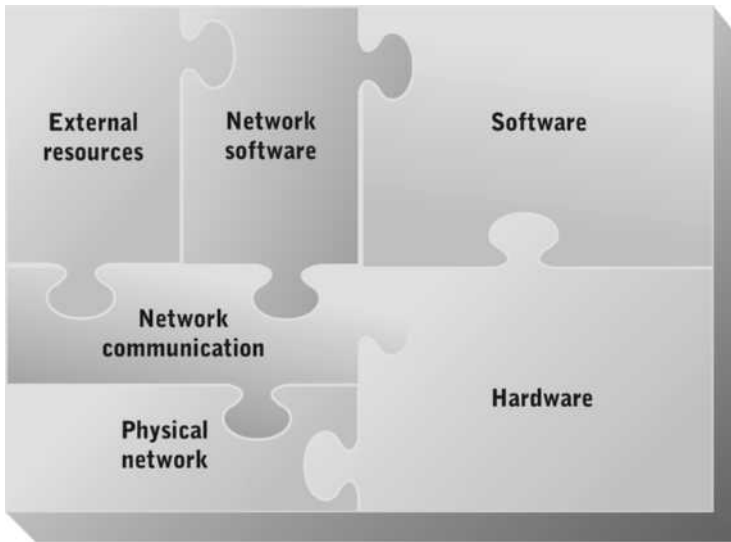 External
resources
Network
software
Software
Network
communication
Hardware
Physical
network